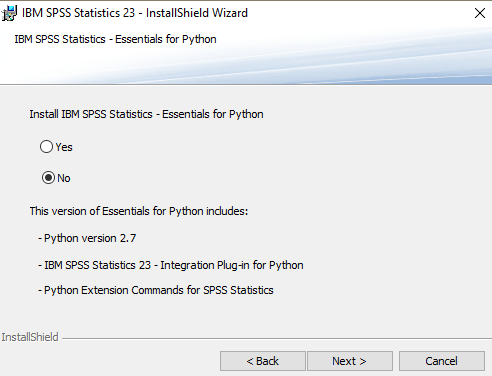 IBM SPSS Statistics 23 - InstallShield Wizard
IBM SPSS Statistics - Essentials for Python
Install IBM SPSS Statistics - Essentials for Python
Yes
No
This version of Essentials for Python includes:
- Python version 2.7
- IBM SPSS Statistics 23 - Integration Plug-in for Python
- Python Extension Commands for SPSS Statistics
InstallShield
< Back
Next >
Cancel